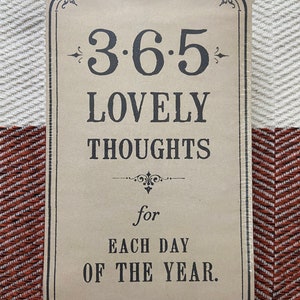 3·6·5
LOVELY
THOUGHTS
for
EACH DAY
OF THE YEAR.